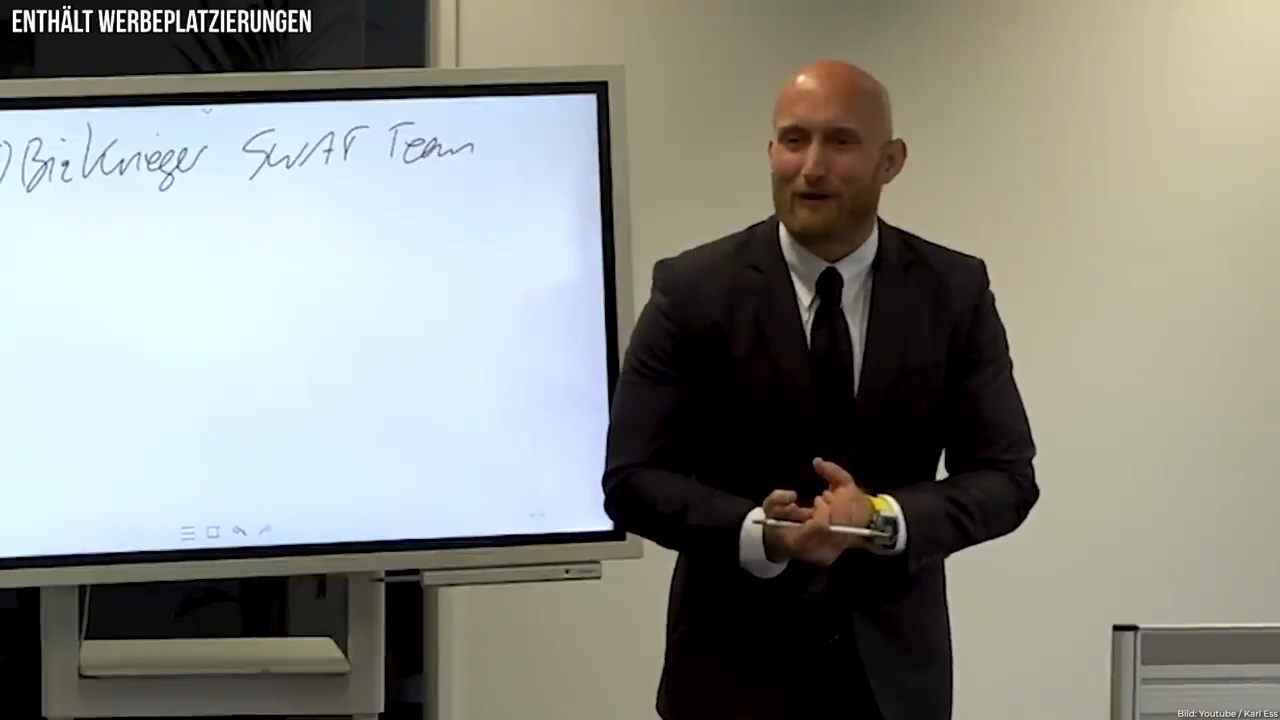 ENTHÄLT WERBEPLATZIERUNGEN
) BizKrieger SWAT Team
Bild: Youtube / Karl Ess